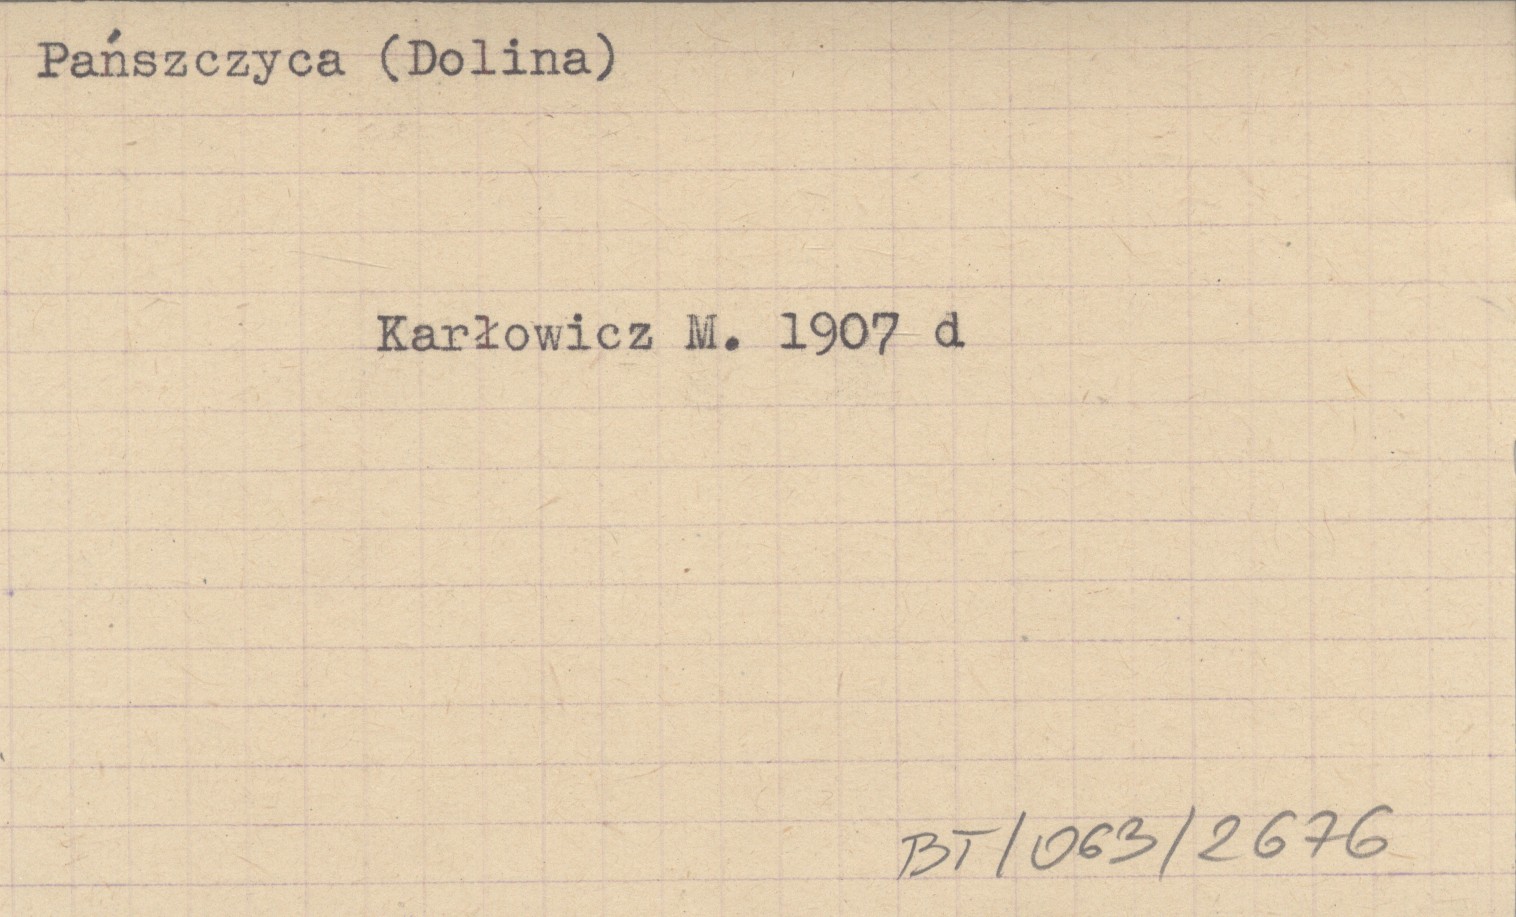 Pańszczyca (Dolina)
Karłowicz M. 1907 d
BT/063/2676